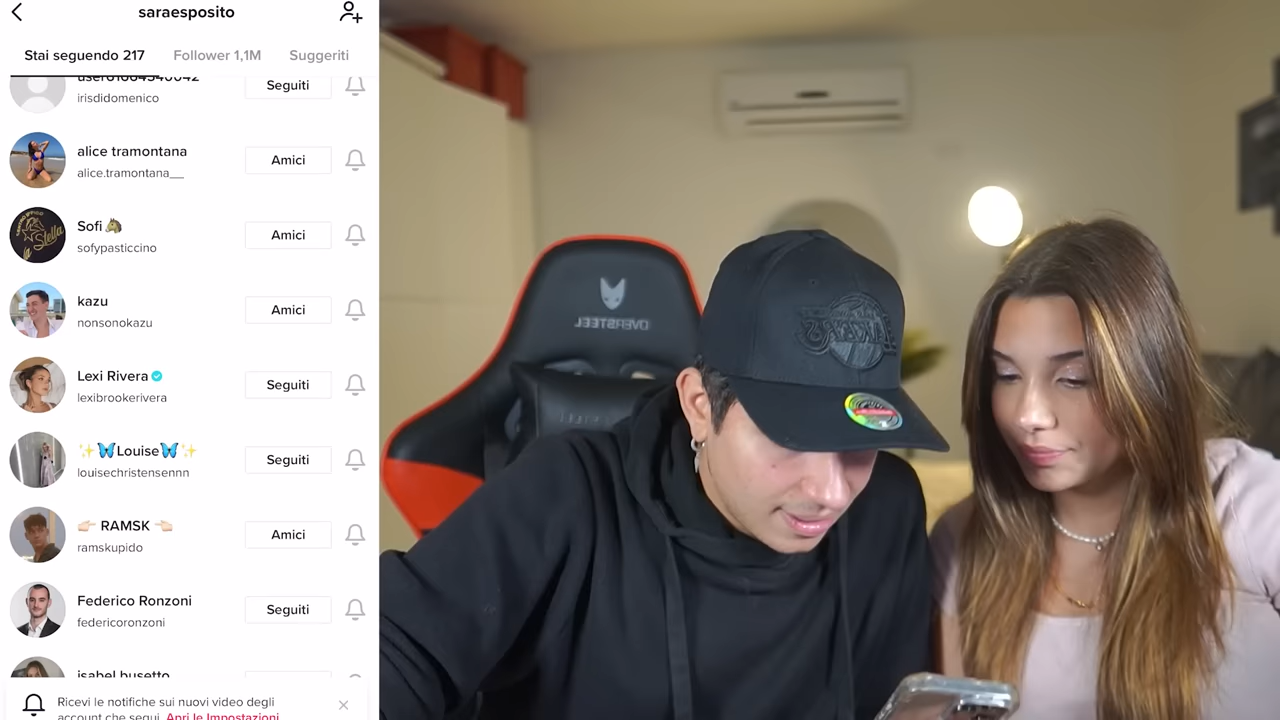 saraesposito
Stai seguendo 217 Follower 1,1M Suggeriti
Seguiti
irisdidomenico
alice tramontana
alice.tramontana__
Amici
Sofi 🐴
sofypasticcino
Amici
kazu
nonsonokazu
Amici
Lexi Rivera
lexibrookerivera
Seguiti
✨🦋Louise🦋✨
louisechristensennn
Seguiti
👉🏻 RAMSK 👈🏻
ramskupido
Amici
Federico Ronzoni
federicoronzoni
Seguiti
isabel busetto
Ricevi le notifiche sui nuovi video degli
account che segui. Apri le Impostazioni
OVERSTEEL
Stella